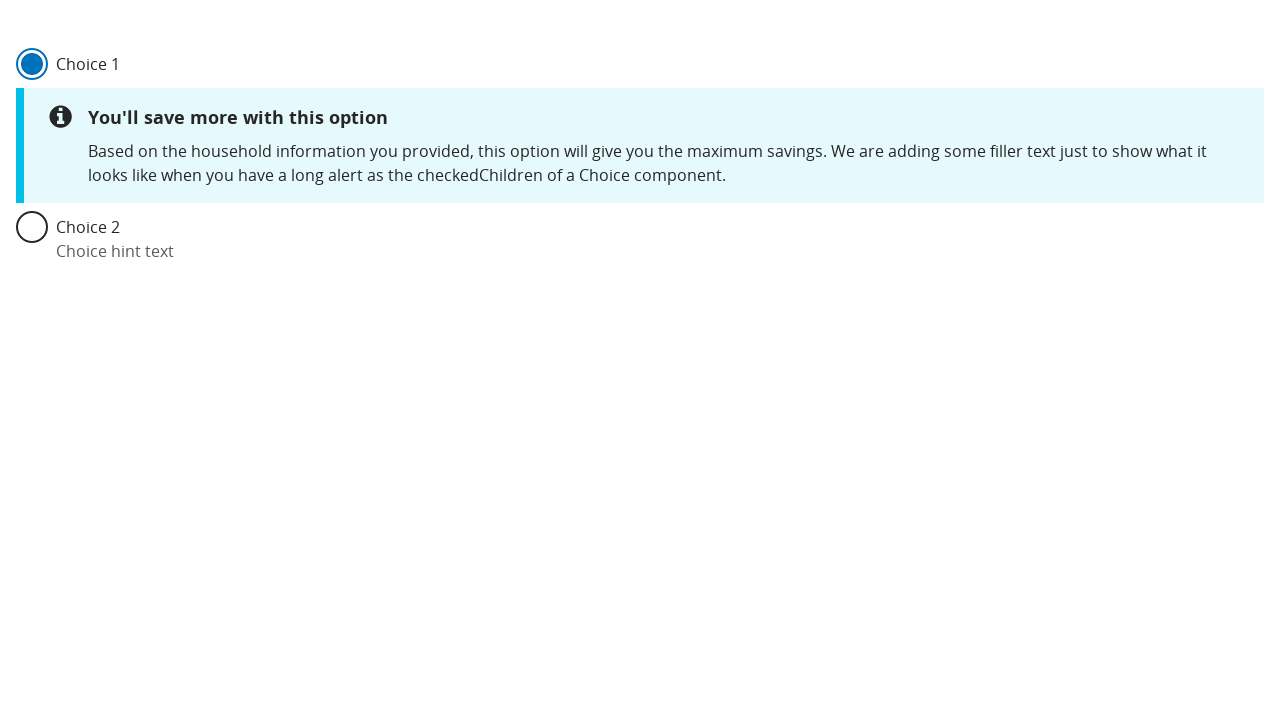 Choice 1
You'll save more with this option
Based on the household information you provided, this option will give you the maximum savings. We are adding some filler text just to show what it
looks like when you have a long alert as the checkedChildren of a Choice component.
Choice 2
Choice hint text